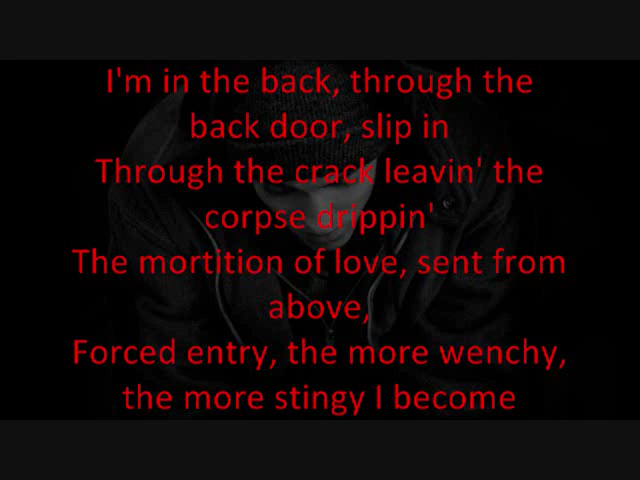 I'm in the back, through the
back door, slip in
Through the crack leavin' the
corpse drippin'
The mortition of love, sent from
above,
Forced entry, the more wenchy,
the more stingy I become